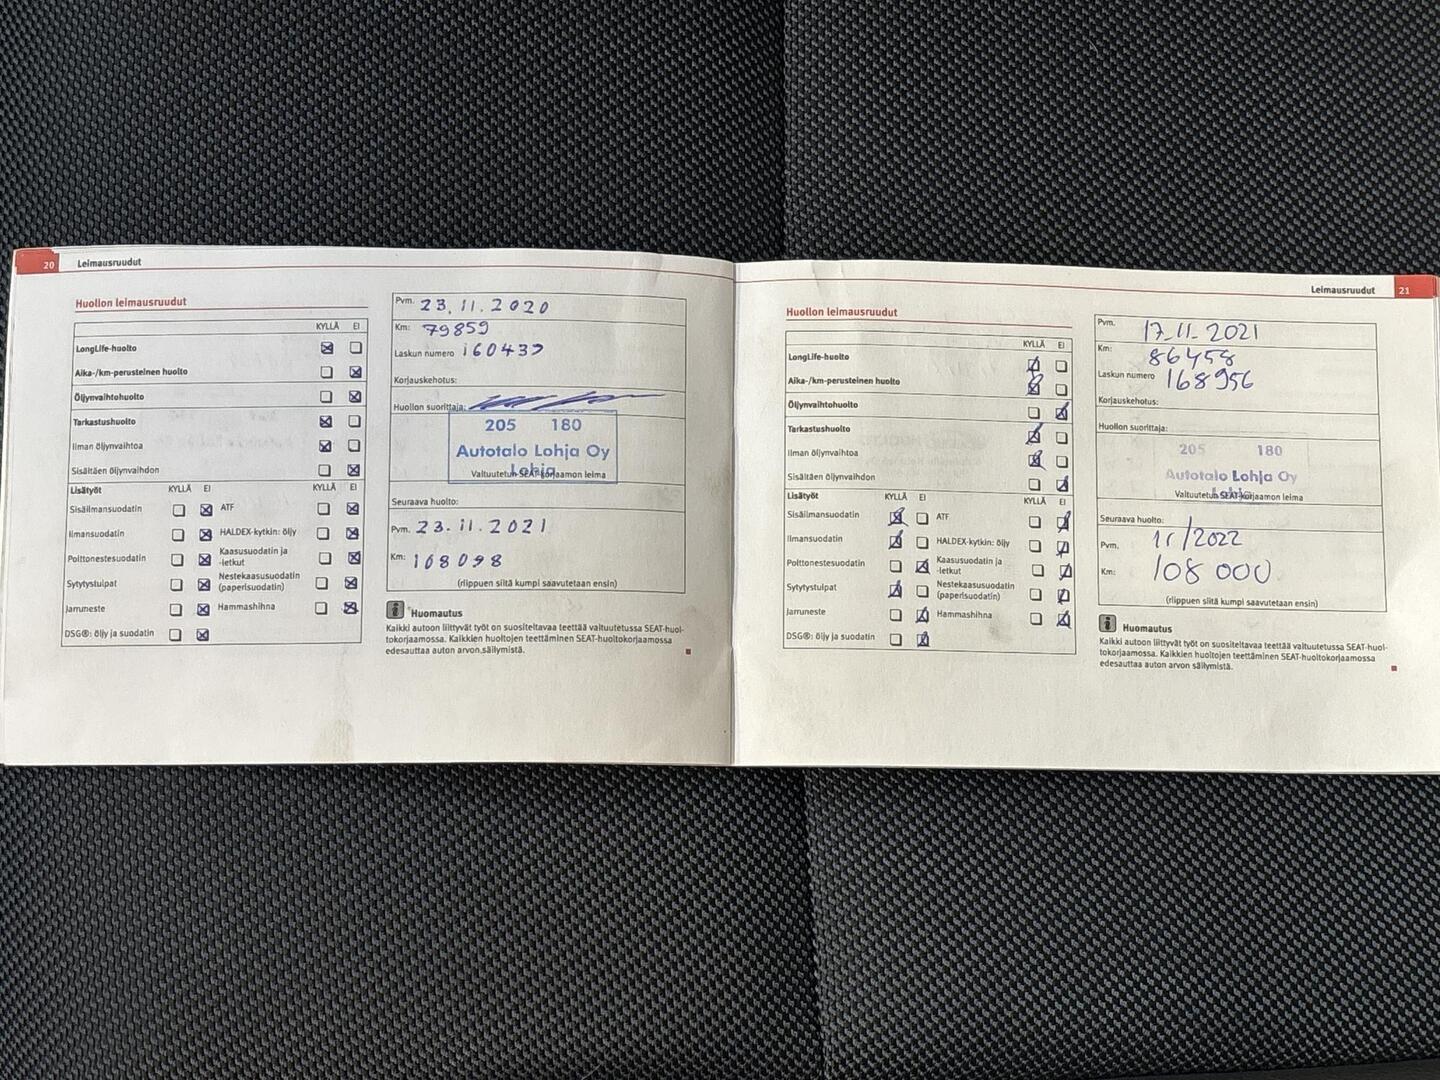 20 Leimausruudut
Huollon leimausruudut
KYLLÄ EI
LongLife-huolto
Aika-/km-perusteinen huolto
Öljynvaihtohuolto
Tarkastushuolto
Ilman öljynvaihtoa
Sisältäen öljynvaihdon
Lisätyöt KYLLÄ EI KYLLÄ EI
Sisäilmansuodatin ATF
Ilmansuodatin HALDEX-kytkin: öljy
Polttonestesuodatin Kaasusuodatin ja
-letkut
Sytytystulpat Nestekaasusuodatin
(paperisuodatin)
Jarruneste Hammashihna
DSG®: öljy ja suodatin
Pvm. 23.11.2020
Km: 79859
Laskun numero 160439
Korjauskehotus:
Huollon suorittaja:
205 180
Autotalo Lohja Oy
Lohja
Valtuutetun SEAT-korjaamon leima
Seuraava huolto:
Pvm. 23.11.2021
Km: 108098
(riippuen siitä kumpi saavutetaan ensin)
i Huomautus
Kaikki autoon liittyvät työt on suositeltavaa teettää valtuutetussa SEAT-huol-
tokorjaamossa. Kaikkien huoltojen teettäminen SEAT-huoltokorjaamossa
edesauttaa auton arvon säilymistä.
Leimausruudut 21
Huollon leimausruudut
KYLLÄ EI
LongLife-huolto
Aika-/km-perusteinen huolto
Öljynvaihtohuolto
Tarkastushuolto
Ilman öljynvaihtoa
Sisältäen öljynvaihdon
Lisätyöt KYLLÄ EI KYLLÄ EI
Sisäilmansuodatin ATF
Ilmansuodatin HALDEX-kytkin: öljy
Polttonestesuodatin Kaasusuodatin ja
-letkut
Sytytystulpat Nestekaasusuodatin
(paperisuodatin)
Jarruneste Hammashihna
DSG®: öljy ja suodatin
Pvm. 17.11.2021
Km: 86458
Laskun numero 168956
Korjauskehotus:
Huollon suorittaja:
205 180
Autotalo Lohja Oy
Lohja
Valtuutetun SEAT-korjaamon leima
Seuraava huolto:
Pvm. 11/2022
Km: 108 000
(riippuen siitä kumpi saavutetaan ensin)
i Huomautus
Kaikki autoon liittyvät työt on suositeltavaa teettää valtuutetussa SEAT-huol-
tokorjaamossa. Kaikkien huoltojen teettäminen SEAT-huoltokorjaamossa
edesauttaa auton arvon säilymistä.